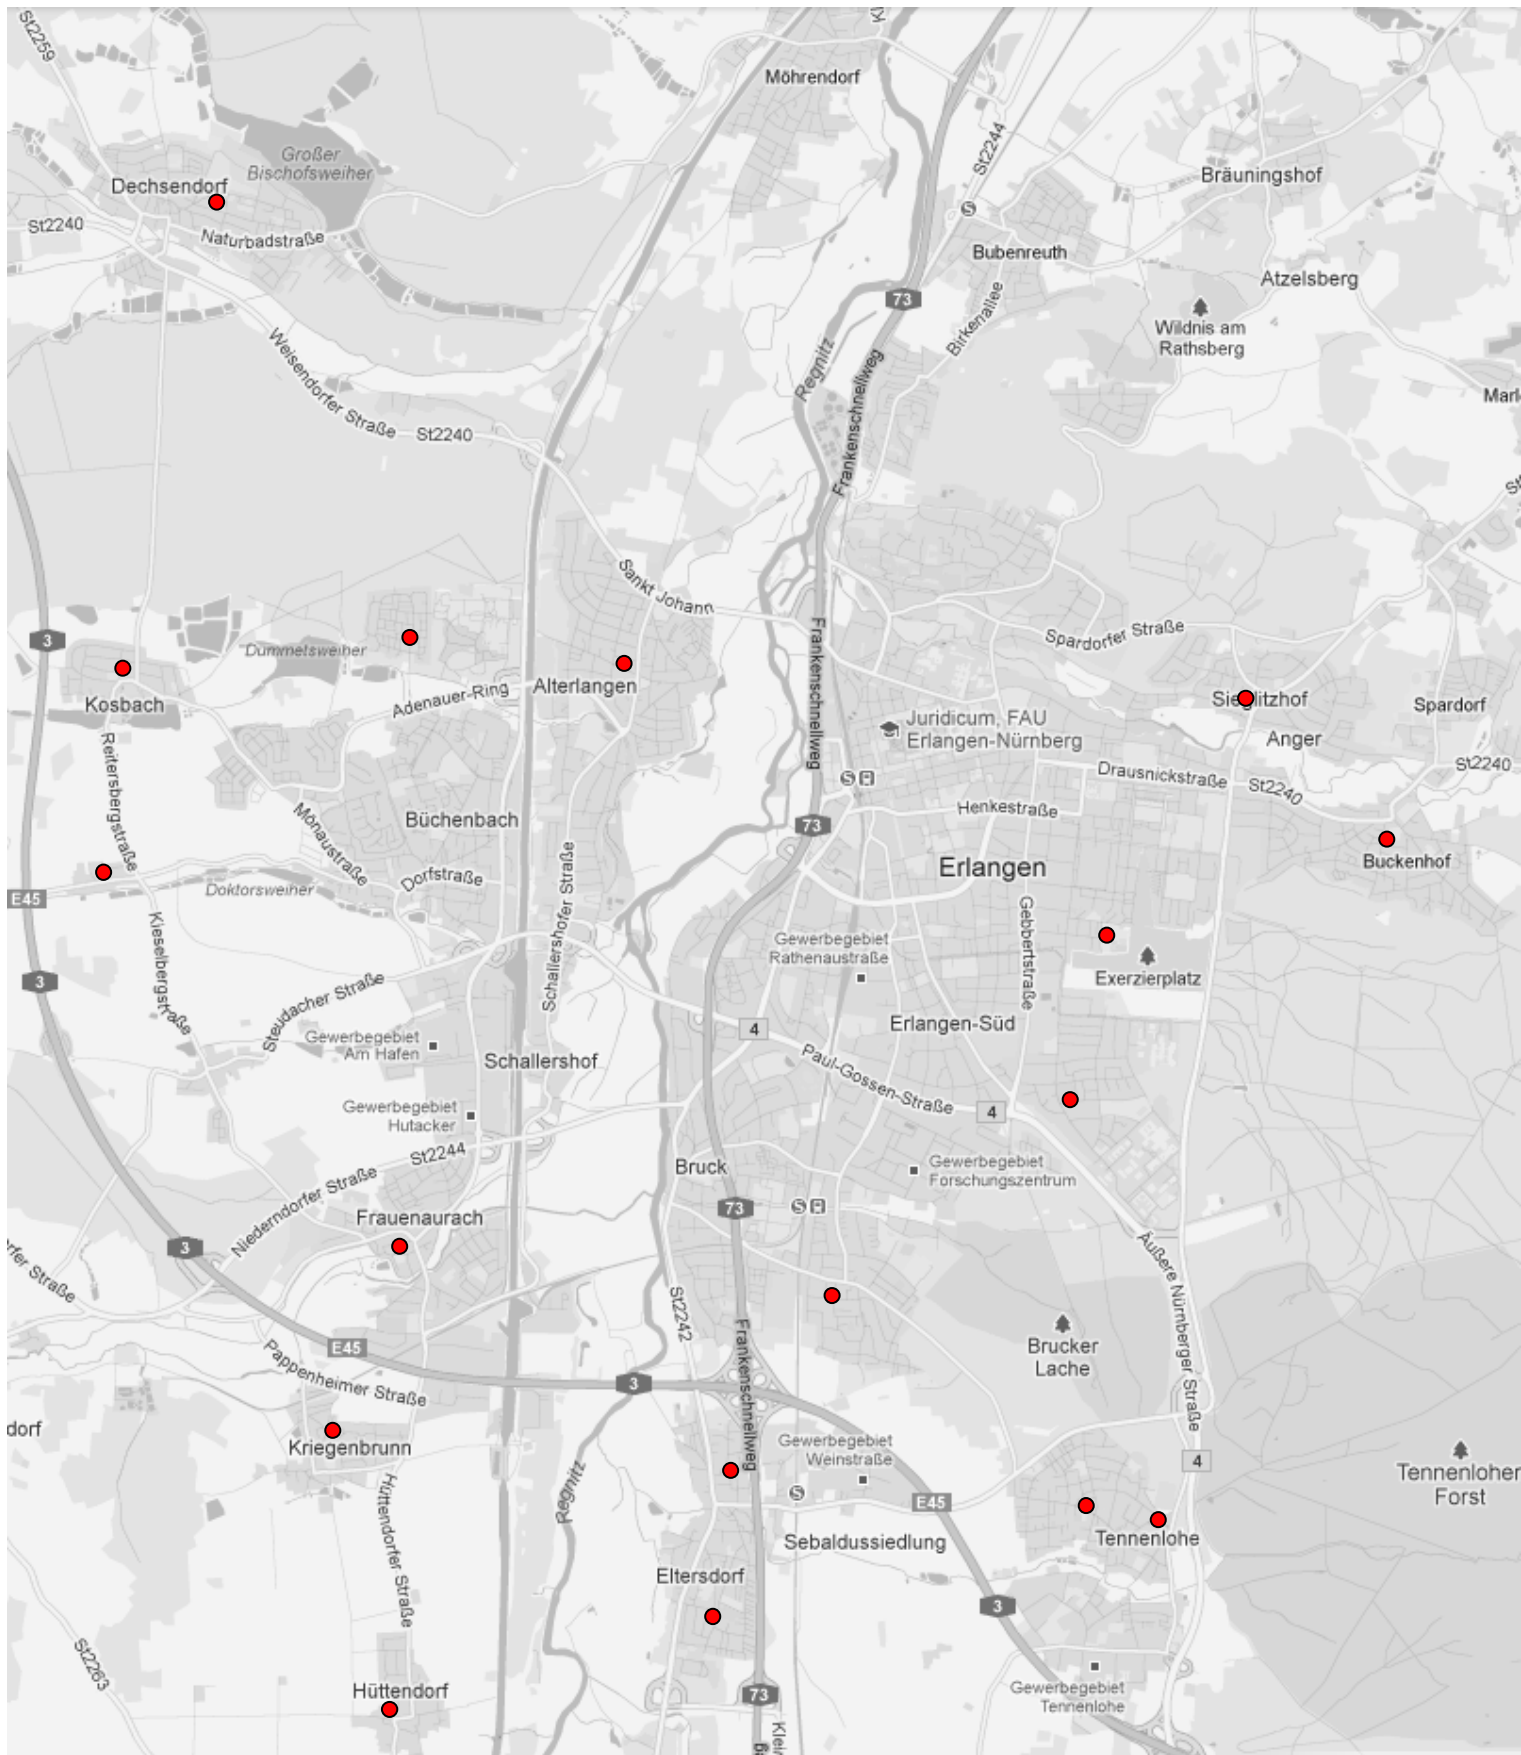 St2259
Möhrendorf
St2244
Großer
Bischofsweiher
Dechsendorf
Bräuningshof
St2240
Naturbadstraße
Bubenreuth
Atzelsberg
73
Wildnis am
Rathsberg
Birkenallee
Regnitz
Frankenschnellweg
Weisendorfer Straße
St2240
Sankt Johann
Spardorfer Straße
3
Dummetsweiher
Kosbach
Adenauer-Ring
Alterlangen
Frankenschnellweg
Juridicum, FAU
Erlangen-Nürnberg
Anger
Spardorf
Drausnickstraße
St2240
St2240
Reitersbergstraße
Mönaustraße
Büchenbach
Henkestraße
73
Erlangen
Buckenhof
E45
Doktorsweiher
Dorfstraße
Schallershofer Straße
Gebbertstraße
Kieselbergstraße
Gewerbegebiet
Rathenaustraße
Exerzierplatz
3
Steudacher Straße
Gewerbegebiet
Am Hafen
Schallershof
4
Erlangen-Süd
Paul-Gossen-Straße
4
Gewerbegebiet
Hutacker
St2244
Bruck
Gewerbegebiet
Forschungszentrum
Niederndorfer Straße
Frauenaurach
73
3
Äußere Nürnberger Straße
St2242
Frankenschnellweg
Brucker
Lache
E45
Pappenheimer Straße
3
Kriegenbrunn
Gewerbegebiet
Weinstraße
4
Tennenloher
Forst
Hüttendorfer Straße
Regnitz
E45
Sebaldussiedlung
Tennenlohe
Eltersdorf
3
St2263
Hüttendorf
73
Gewerbegebiet
Tennenlohe